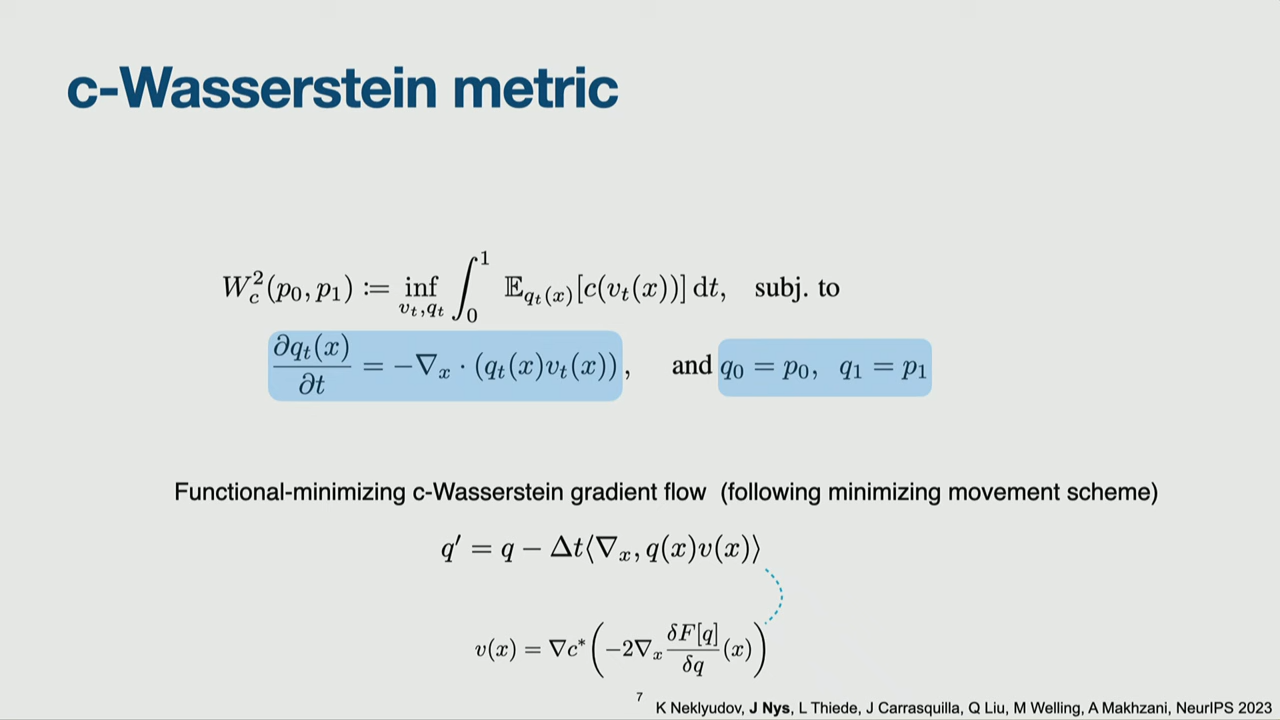 c-Wasserstein metric
W_c^2(p_0, p_1) := inf_{v_t,q_t} ∫_0^1 𝔼_{q_t(x)}[c(v_t(x))] dt, subj. to
∂q_t(x)/∂t = −∇_x · (q_t(x)v_t(x)), and q_0 = p_0, q_1 = p_1
Functional-minimizing c-Wasserstein gradient flow (following minimizing movement scheme)
q′ = q − Δt⟨∇_x, q(x)v(x)⟩
v(x) = ∇c*(−2∇_x δF[q]/δq (x))
7
K Neklyudov, J Nys, L Thiede, J Carrasquilla, Q Liu, M Welling, A Makhzani, NeurIPS 2023